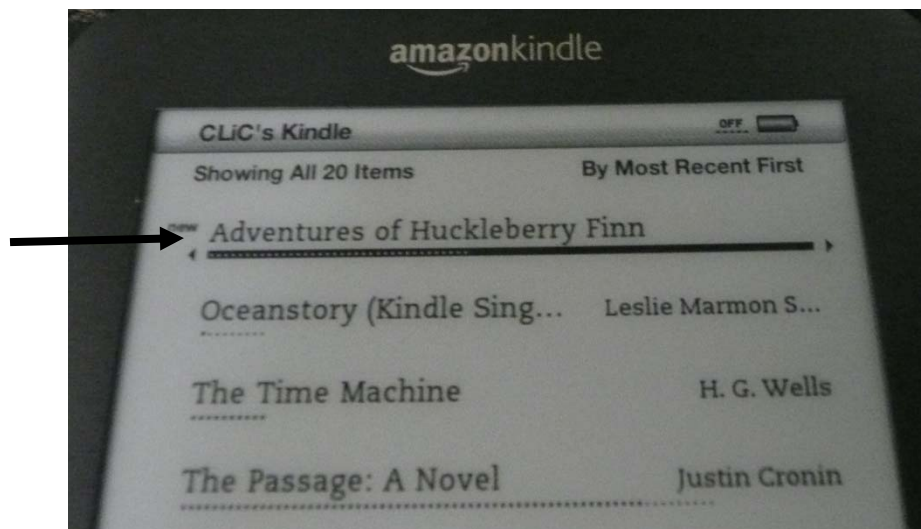 amazonkindle
CLiC's Kindle OFF
Showing All 20 Items By Most Recent First
new Adventures of Huckleberry Finn
Oceanstory (Kindle Sing... Leslie Marmon S...
The Time Machine H. G. Wells
The Passage: A Novel Justin Cronin